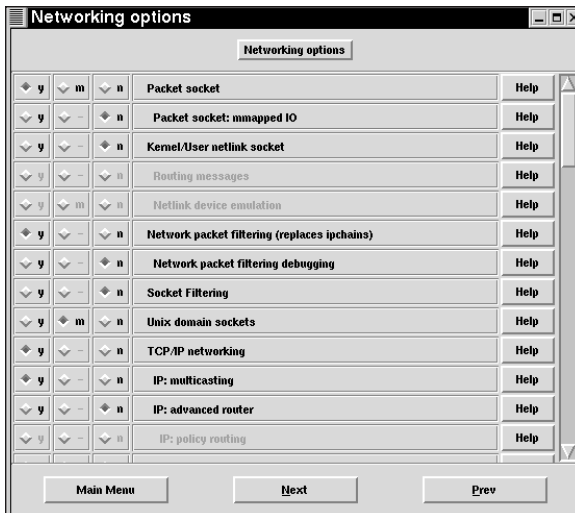 Networking options
Networking options
y m n Packet socket Help
y - n Packet socket: mmapped IO Help
y - n Kernel/User netlink socket Help
y - n Routing messages Help
y m n Netlink device emulation Help
y - n Network packet filtering (replaces ipchains) Help
y - n Network packet filtering debugging Help
y - n Socket Filtering Help
y m n Unix domain sockets Help
y - n TCP/IP networking Help
y - n IP: multicasting Help
y - n IP: advanced router Help
y - n IP: policy routing Help
Main Menu Next Prev